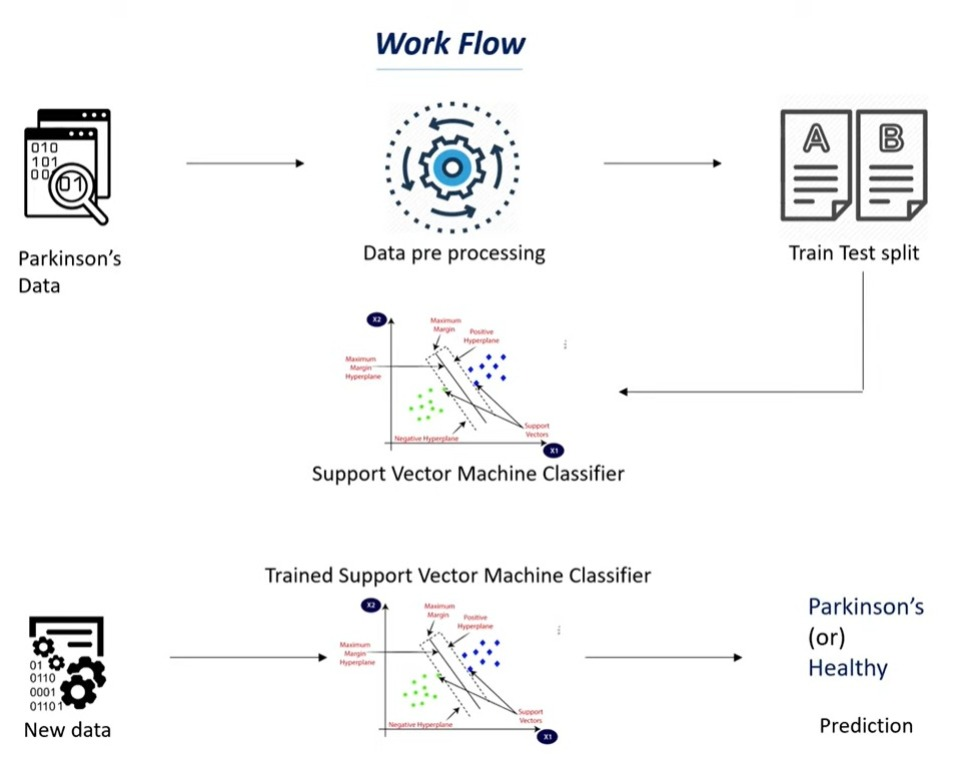 Work Flow
010
101
00
01
A
B
Parkinson's
Data
Data pre processing
Train Test split
X2
Maximum
Margin
Positive
Hyperplane
Maximum
Margin
Hyperplane
Support
Vectors
Negative Hyperplane
X1
Support Vector Machine Classifier
Trained Support Vector Machine Classifier
X2
Maximum
Margin
Positive
Hyperplane
Maximum
Margin
Hyperplane
Support
Vectors
Negative Hyperplane
X1
01
0110
0001
01101
New data
Parkinson's
(or)
Healthy
Prediction